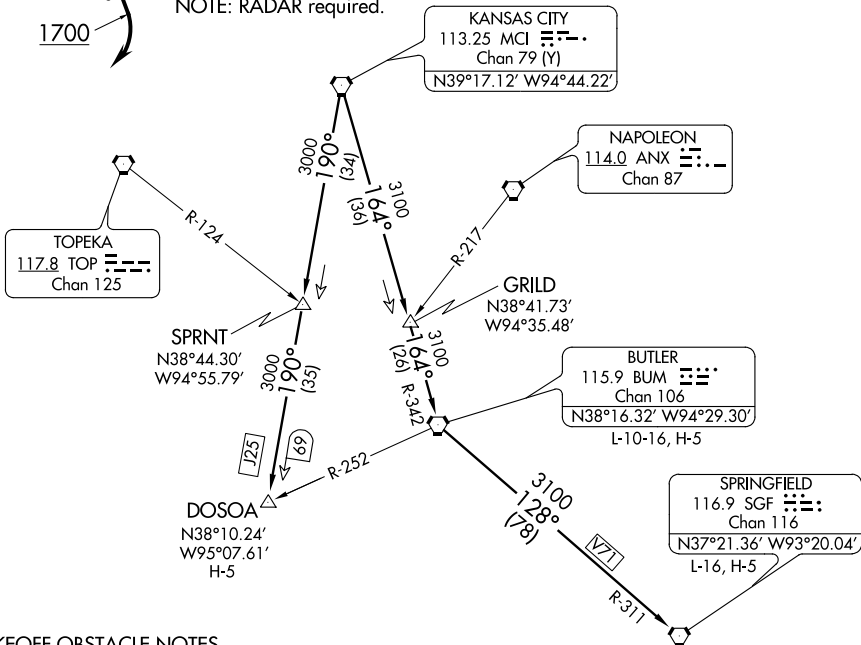 NOTE: RADAR required.
1700
KANSAS CITY
113.25 MCI
Chan 79 (Y)
N39°17.12' W94°44.22'
3000
190°
(34)
3100
164°
(36)
NAPOLEON
114.0 ANX
Chan 87
R-124
R-217
TOPEKA
117.8 TOP
Chan 125
GRILD
N38°41.73'
W94°35.48'
SPRNT
N38°44.30'
W94°55.79'
3000
190°
(35)
3100
164°
(26)
R-342
BUTLER
115.9 BUM
Chan 106
N38°16.32' W94°29.30'
L-10-16, H-5
J25
69
R-252
DOSOA
N38°10.24'
W95°07.61'
H-5
3100
128°
(78)
V71
R-311
SPRINGFIELD
116.9 SGF
Chan 116
N37°21.36' W93°20.04'
L-16, H-5
KEOFF OBSTACLE NOTES